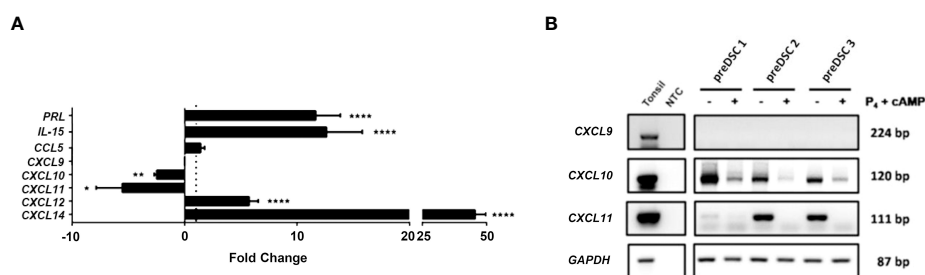 A
PRL
****
IL-15
****
CCL5
CXCL9
CXCL10
**
CXCL11
*
CXCL12
****
CXCL14
****
-10 0 10 20 25 50
Fold Change
B
Tonsil
NTC
preDSC 1
preDSC 2
preDSC 3
- + - + - + P4 + cAMP
CXCL9 224 bp
CXCL10 120 bp
CXCL11 111 bp
GAPDH 87 bp